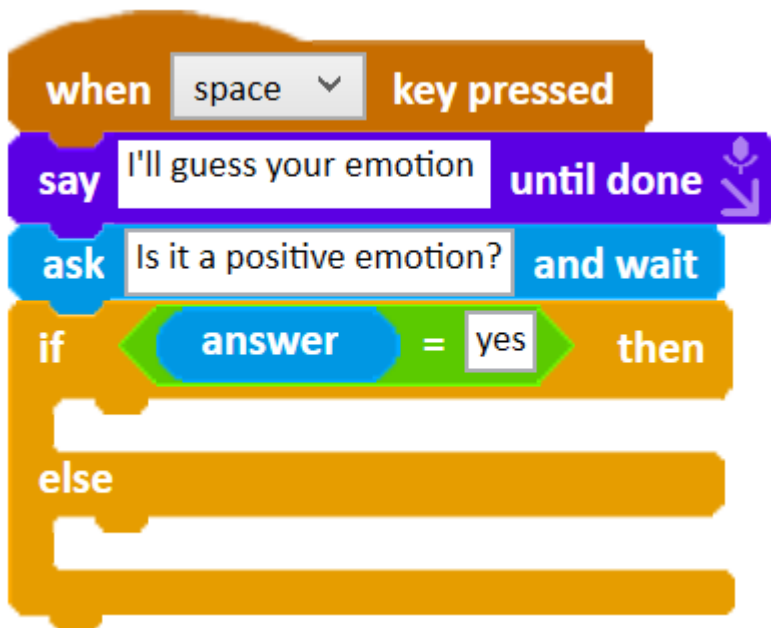 when space key pressed
say I'll guess your emotion until done
ask Is it a positive emotion? and wait
if answer = yes then
else